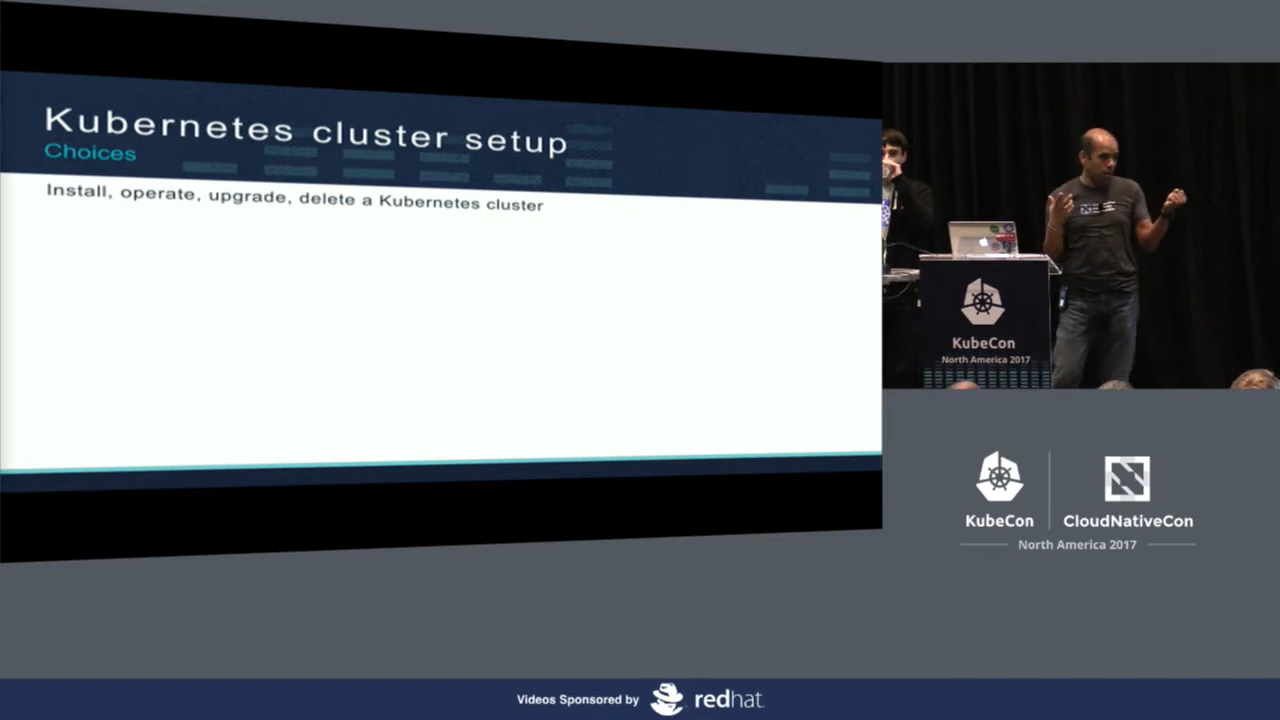 Kubernetes cluster setup
Choices
Install, operate, upgrade, delete a Kubernetes cluster
KubeCon
North America 2017
KubeCon
CloudNativeCon
North America 2017
Videos Sponsored by
redhat